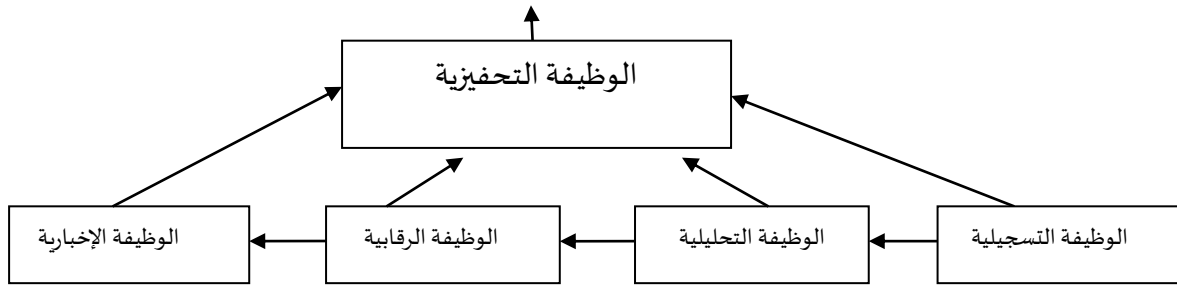 الوظيفة التحفيزية
الوظيفة التسجيلية
الوظيفة التحليلية
الوظيفة الرقابية
الوظيفة الإخبارية